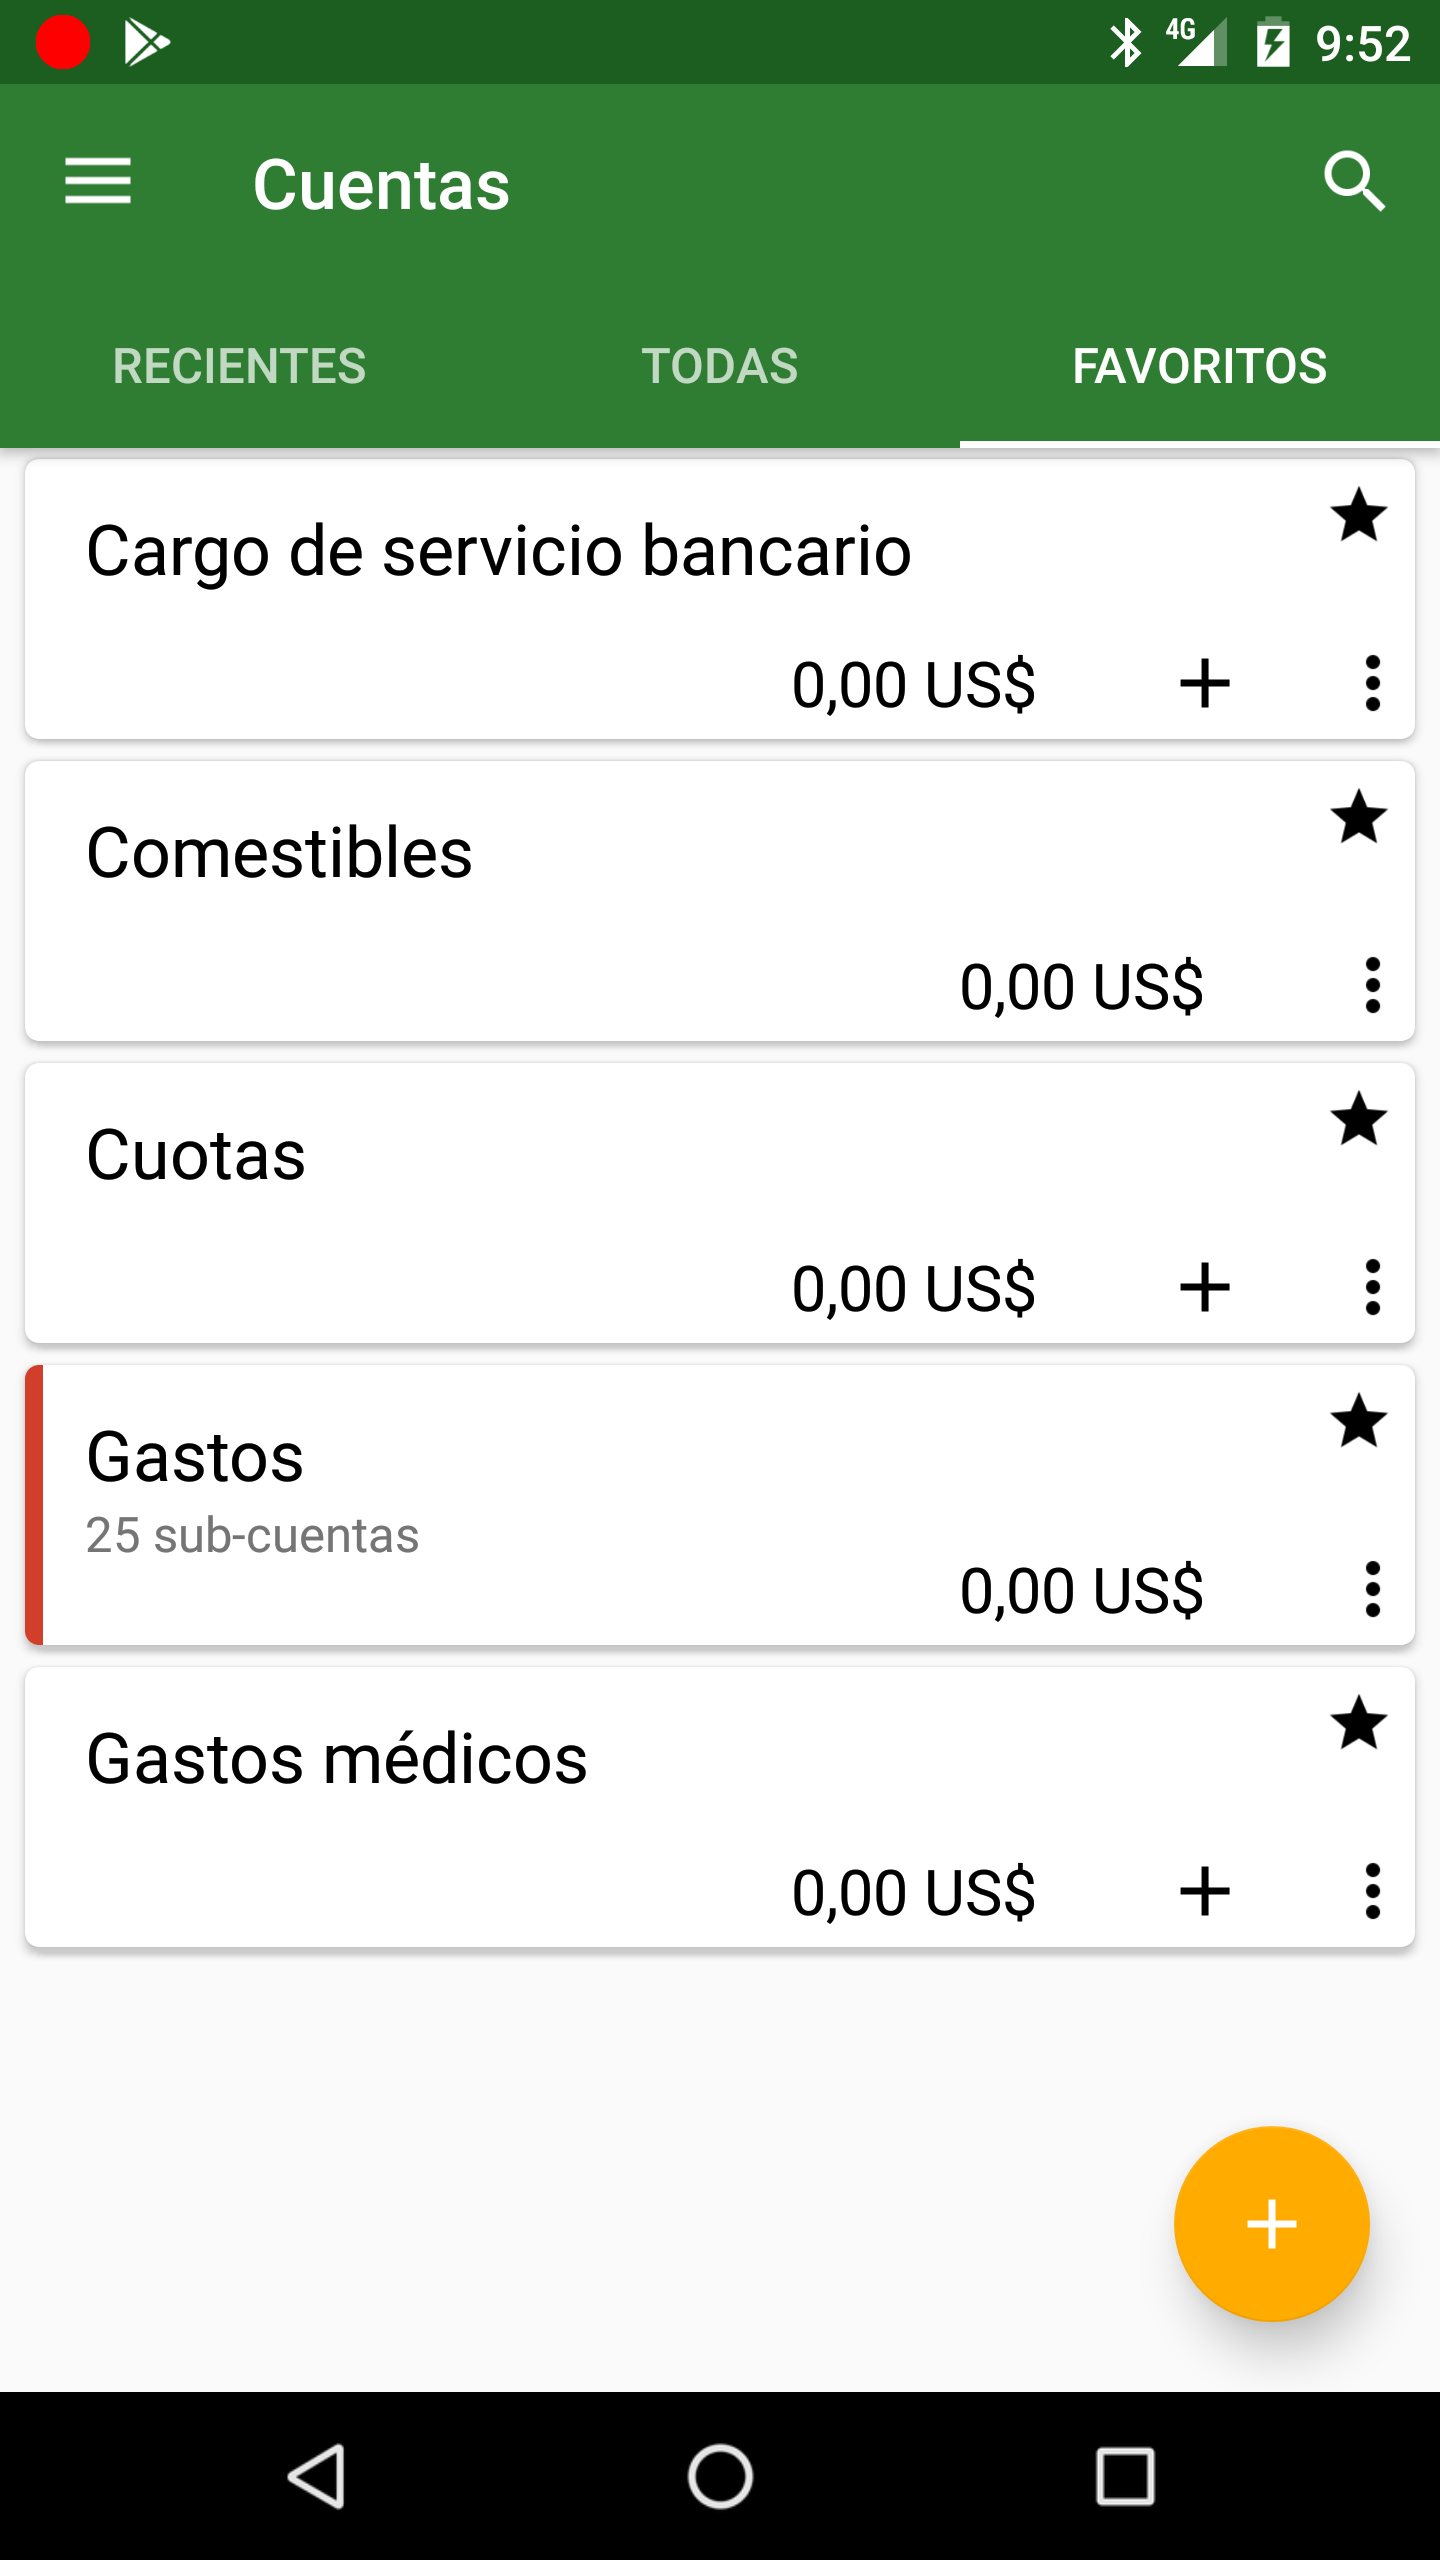 4G 9:52
Cuentas
RECIENTES TODAS FAVORITOS
Cargo de servicio bancario
0,00 US$
Comestibles
0,00 US$
Cuotas
0,00 US$
Gastos
25 sub-cuentas
0,00 US$
Gastos médicos
0,00 US$